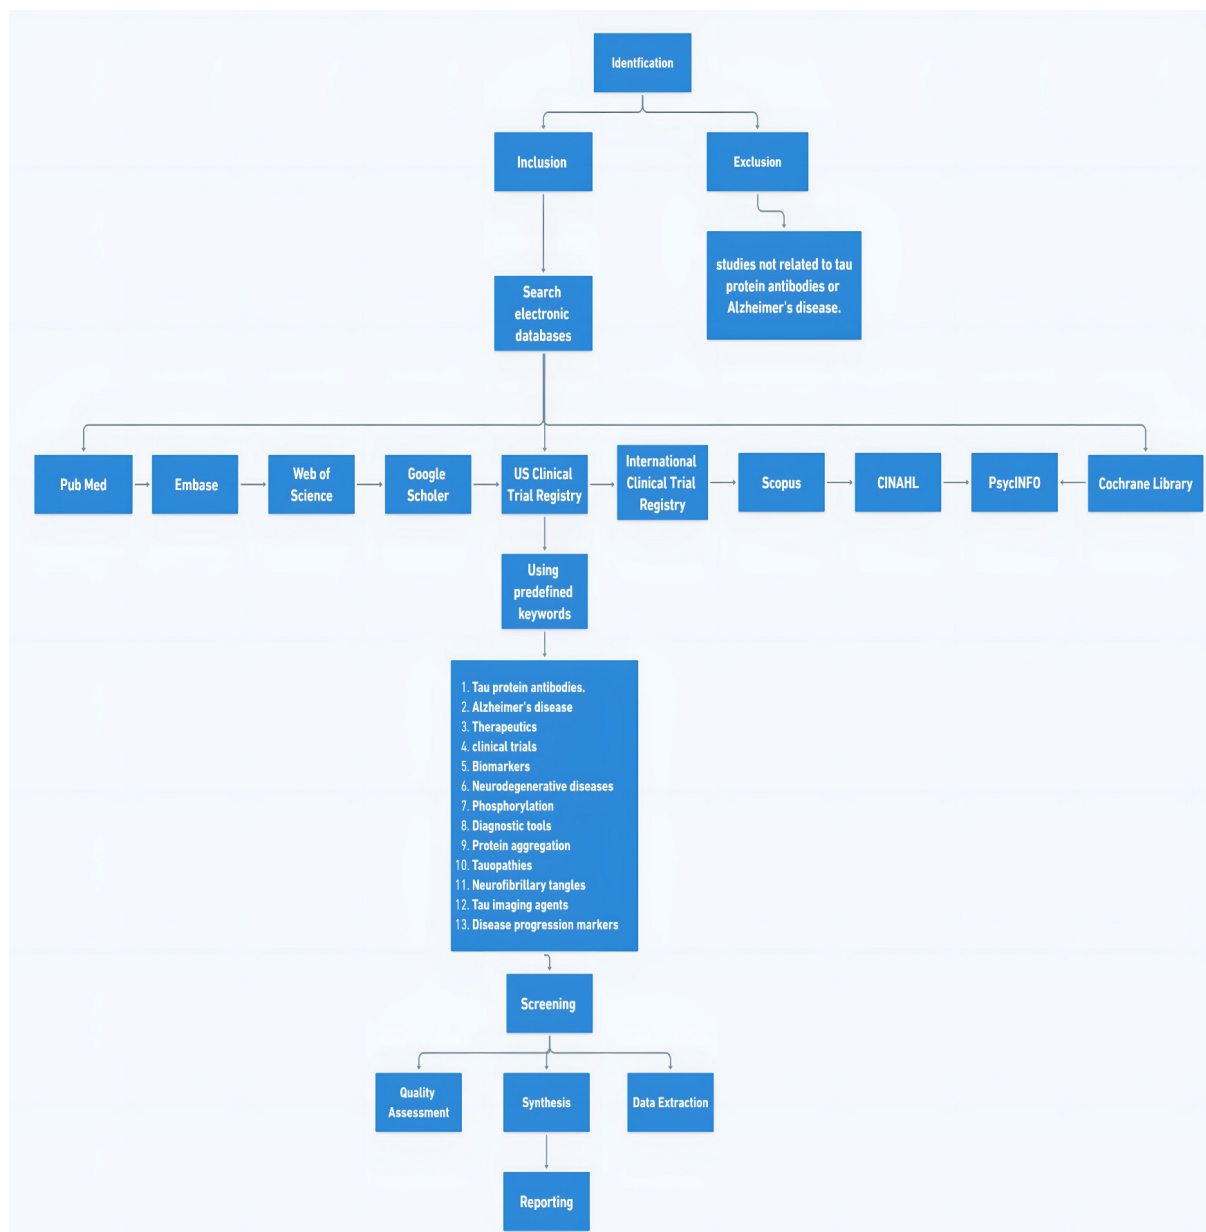 Identfication
Inclusion
Exclusion
studies not related to tau
protein antibodies or
Alzheimer's disease.
Search
electronic
databases
Pub Med
Embase
Web of
Science
Google
Scholer
US Clinical
Trial Registry
International
Clinical Trial
Registry
Scopus
CINAHL
PsycINFO
Cochrane Library
Using
predefined
keywords
1. Tau protein antibodies.
2. Alzheimer's disease
3. Therapeutics
4. clinical trials
5. Biomarkers
6. Neurodegenerative diseases
7. Phosphorylation
8. Diagnostic tools
9. Protein aggregation
10. Tauopathies
11. Neurofibrillary tangles
12. Tau imaging agents
13. Disease progression markers
Screening
Quality
Assessment
Synthesis
Data Extraction
Reporting